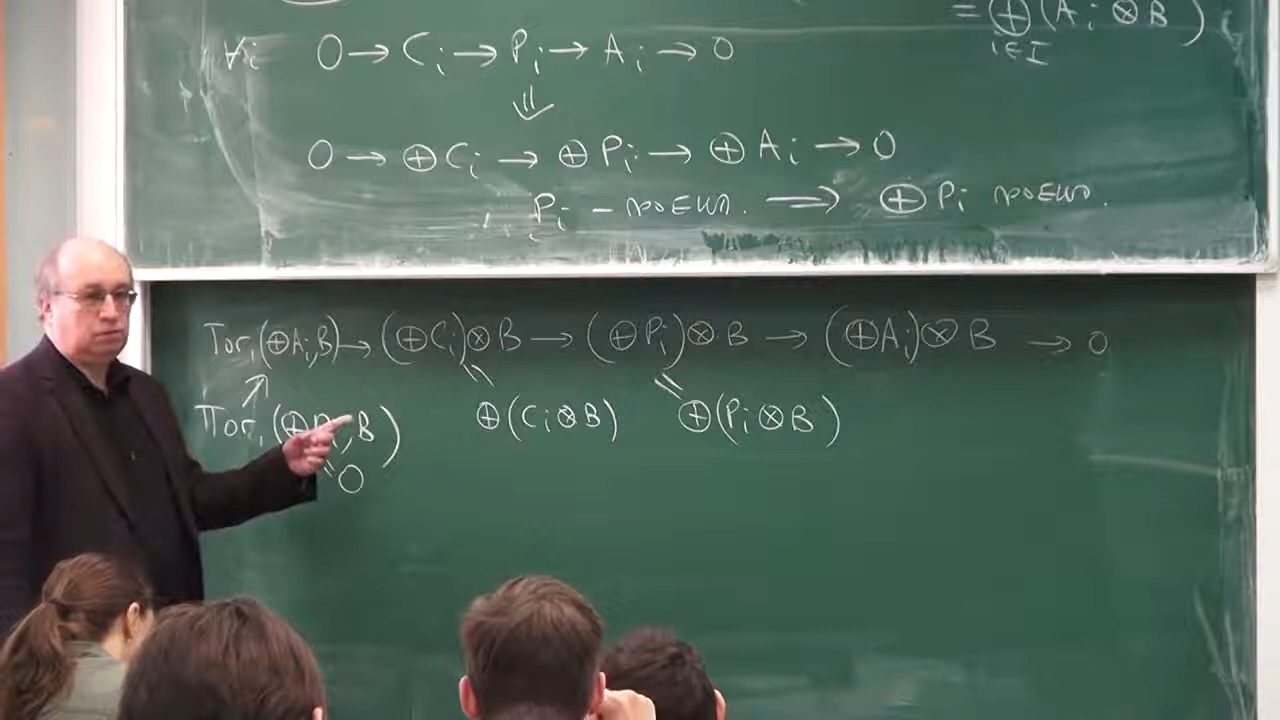 = ⊕ (A_i ⊗ B)
i∈I
∀i 0 → C_i → P_i → A_i → 0
⇓
0 → ⊕ C_i → ⊕ P_i → ⊕ A_i → 0
P_i – проект. ⟹ ⊕ P_i проект.
Tor_1(⊕A_i, B) → (⊕C_i) ⊗ B → (⊕P_i) ⊗ B → (⊕A_i) ⊗ B → 0
Tor_1(⊕P_i, B) ⊕(C_i ⊗ B) ⊕(P_i ⊗ B)
0